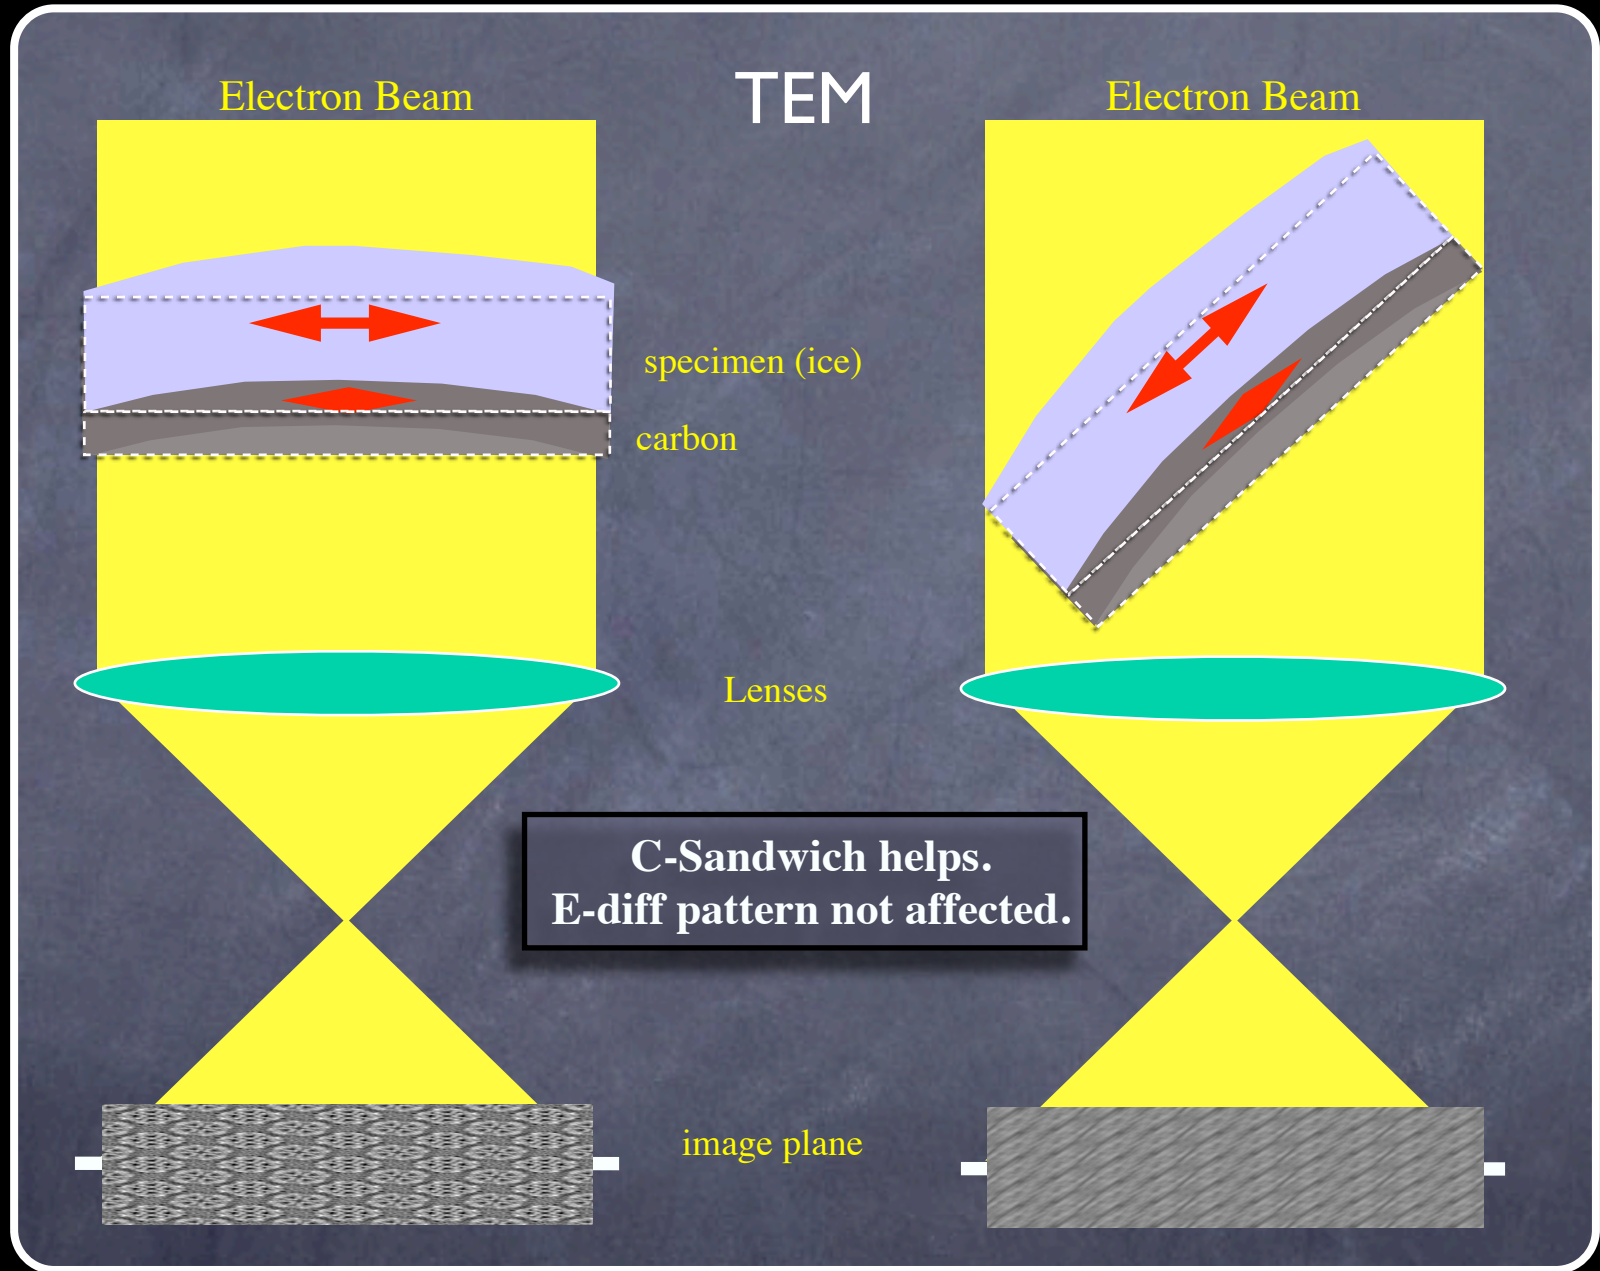 TEM
Electron Beam
Electron Beam
specimen (ice)
carbon
Lenses
C-Sandwich helps.
E-diff pattern not affected.
image plane